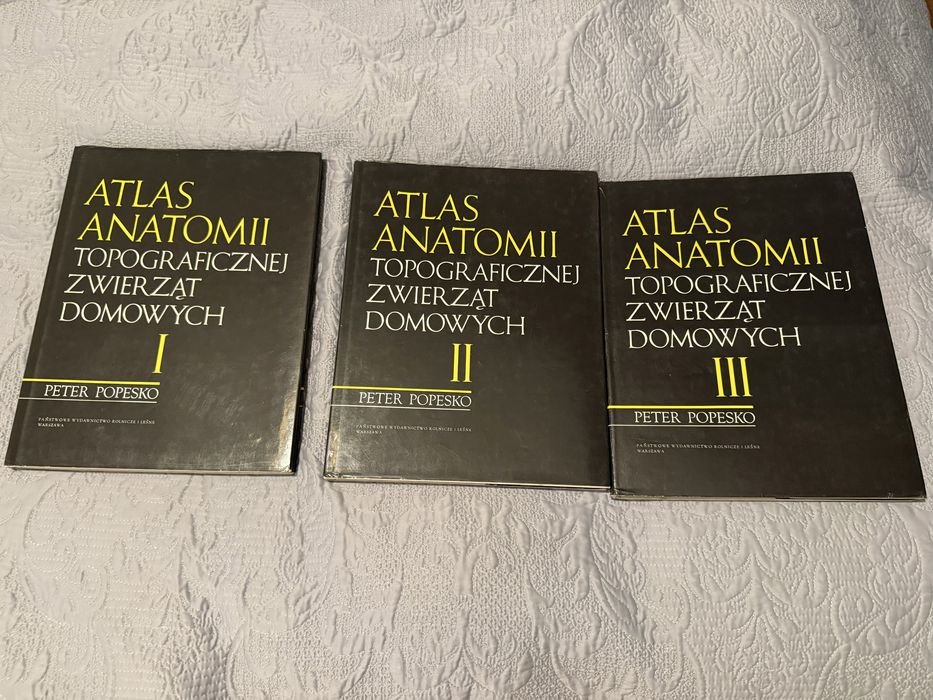 ATLAS
ANATOMII
TOPOGRAFICZNEJ
ZWIERZĄT
DOMOWYCH
I
PETER POPESKO
PAŃSTWOWE WYDAWNICTWO ROLNICZE I LEŚNE
WARSZAWA
ATLAS
ANATOMII
TOPOGRAFICZNEJ
ZWIERZĄT
DOMOWYCH
II
PETER POPESKO
PAŃSTWOWE WYDAWNICTWO ROLNICZE I LEŚNE
WARSZAWA
ATLAS
ANATOMII
TOPOGRAFICZNEJ
ZWIERZĄT
DOMOWYCH
III
PETER POPESKO
PAŃSTWOWE WYDAWNICTWO ROLNICZE I LEŚNE
WARSZAWA